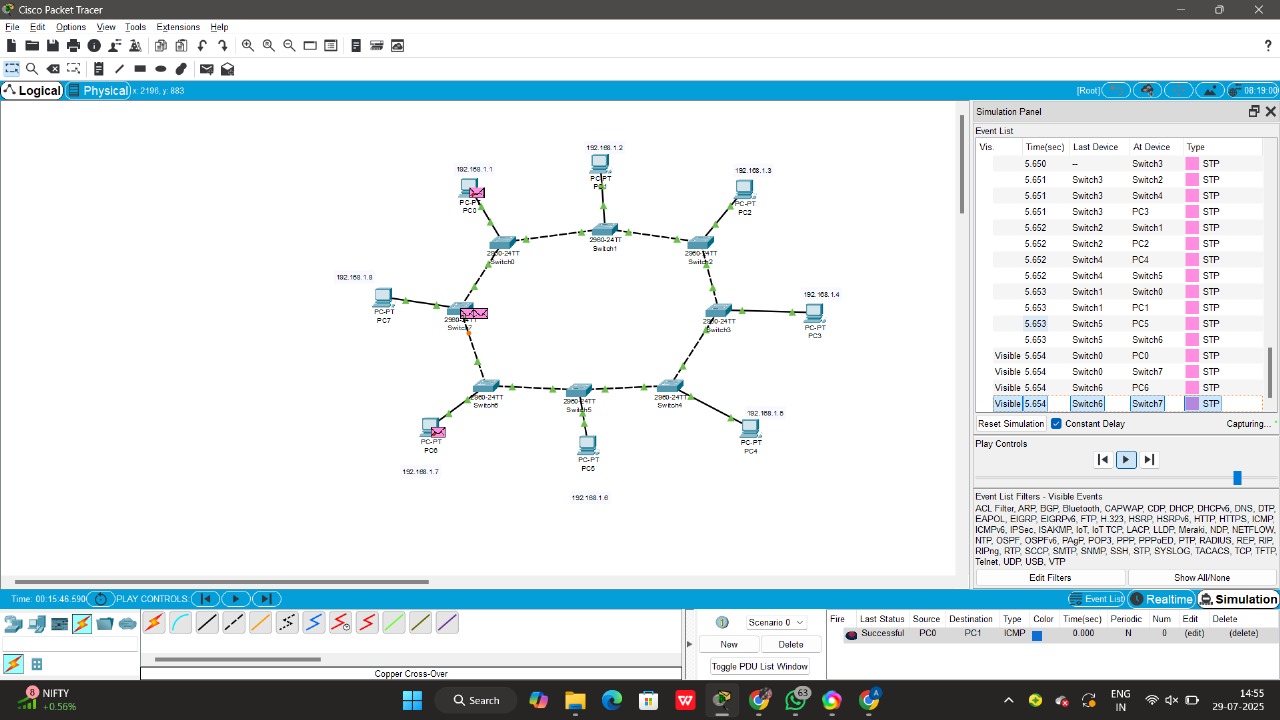 Cisco Packet Tracer
File Edit Options View Tools Extensions Help
?
Logical Physical x: 2196, y: 883 [Root] 08:19:00
192.168.1.1
192.168.1.2
192.168.1.3
PC-PT
PC-PT
PC2
2960-24TT
Switch0
2960-24TT
Switch1
2960-24TT
Switch2
192.168.1.8
PC-PT
PC7
192.168.1.4
2960-24TT
Switch3
PC-PT
PC3
2960-24TT
Switch6
2960-24TT
Switch5
2960-24TT
Switch4
192.168.1.5
PC-PT
PC6
PC-PT
PC5
PC-PT
PC4
192.168.1.7
192.168.1.6
Simulation Panel
Event List
Vis. Time(sec) Last Device At Device Type
5.650 -- Switch3 STP
5.651 Switch3 Switch2 STP
5.651 Switch3 Switch4 STP
5.651 Switch3 PC3 STP
5.652 Switch2 Switch1 STP
5.652 Switch2 PC2 STP
5.652 Switch4 PC4 STP
5.652 Switch4 Switch5 STP
5.653 Switch1 Switch0 STP
5.653 Switch1 PC1 STP
5.653 Switch5 PC5 STP
5.653 Switch5 Switch6 STP
Visible 5.654 Switch0 PC0 STP
Visible 5.654 Switch0 Switch7 STP
Visible 5.654 Switch6 PC6 STP
Visible 5.654 Switch6 Switch7 STP
Reset Simulation Constant Delay Capturing...
Play Controls
Event List Filters - Visible Events
ACL Filter, ARP, BGP, Bluetooth, CAPWAP, CDP, DHCP, DHCPv6, DNS, DTP,
EAPOL, EIGRP, EIGRPv6, FTP, H.323, HSRP, HSRPv6, HTTP, HTTPS, ICMP,
ICMPv6, IPSec, ISAKMP, IoT, IoT TCP, LACP, LLDP, Meraki, NDP, NETFLOW,
NTP, OSPF, OSPFv6, PAgP, POP3, PPP, PPPoED, PTP, RADIUS, REP, RIP,
RIPng, RTP, SCCP, SMTP, SNMP, SSH, STP, SYSLOG, TACACS, TCP, TFTP,
Telnet, UDP, USB, VTP
Edit Filters Show All/None
Time: 00:15:46.590 PLAY CONTROLS: Event List Realtime Simulation
Scenario 0
New Delete
Toggle PDU List Window
Fire Last Status Source Destination Type Color Time(sec) Periodic Num Edit Delete
Successful PC0 PC1 ICMP 0.000 N 0 (edit) (delete)
Copper Cross-Over
8 NIFTY
+0.56%
Search
63
ENG
IN
14:55
29-07-2025